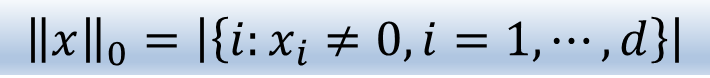 ‖x‖₀ = |{i: xᵢ ≠ 0, i = 1, ⋯ , d}|